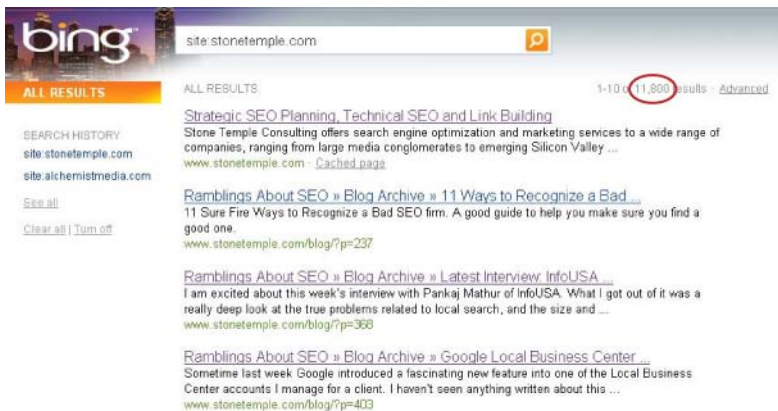 bing
site:stonetemple.com
ALL RESULTS
SEARCH HISTORY
site:stonetemple.com
site:alchemistmedia.com
See all
Clear all | Turn off
ALL RESULTS
1-10 o 11,800 esults · Advanced
Strategic SEO Planning, Technical SEO and Link Building
Stone Temple Consulting offers search engine optimization and marketing services to a wide range of
companies, ranging from large media conglomerates to emerging Silicon Valley ...
www.stonetemple.com · Cached page
Ramblings About SEO » Blog Archive » 11 Ways to Recognize a Bad ...
11 Sure Fire Ways to Recognize a Bad SEO firm. A good guide to help you make sure you find a
good one.
www.stonetemple.com/blog/?p=237
Ramblings About SEO » Blog Archive » Latest Interview: InfoUSA ...
I am excited about this week's interview with Pankaj Mathur of InfoUSA. What I got out of it was a
really deep look at the true problems related to local search, and the size and ...
www.stonetemple.com/blog/?p=368
Ramblings About SEO » Blog Archive » Google Local Business Center ...
Sometime last week Google introduced a fascinating new feature into one of the Local Business
Center accounts I manage for a client. I haven't seen anything written about this ...
www.stonetemple.com/blog/?p=403